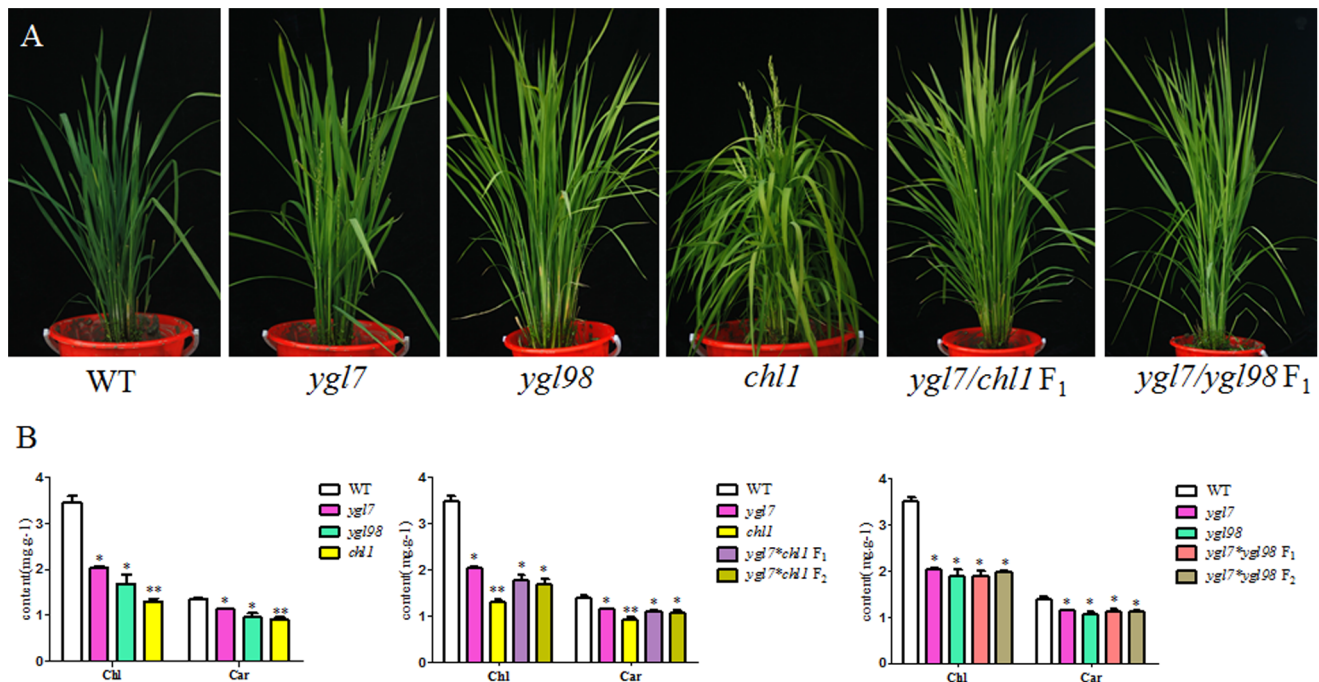 A
WT
ygl7
ygl98
chl1
ygl7/chl1 F1
ygl7/ygl98 F1
B
content(mg.g-1)
4
3
2
1
0
*
*
**
*
*
**
Chl
Car
WT
ygl7
ygl98
chl1
content(mg.g-1)
4
3
2
1
0
*
**
*
*
*
**
*
*
Chl
Car
WT
ygl7
chl1
ygl7*chl1 F1
ygl7*chl1 F2
content(mg.g-1)
4
3
2
1
0
*
*
*
*
*
*
*
*
Chl
Car
WT
ygl7
ygl98
ygl7*ygl98 F1
ygl7*ygl98 F2